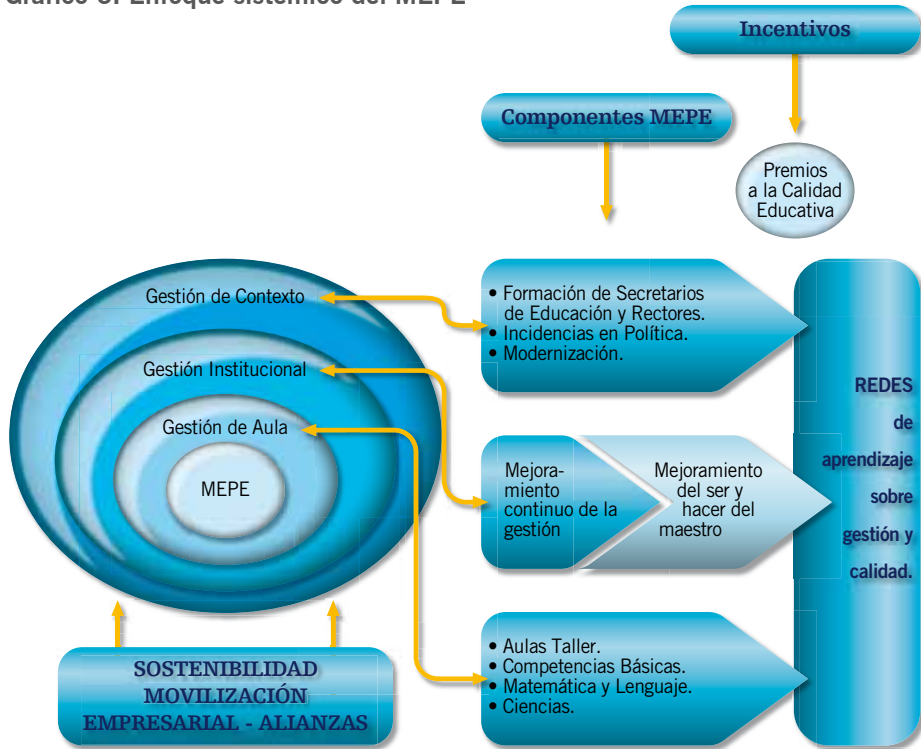 Incentivos
Componentes MEPE
Premios
a la Calidad
Educativa
Gestión de Contexto
Gestión Institucional
Gestión de Aula
MEPE
• Formación de Secretarios
de Educación y Rectores.
• Incidencias en Política.
• Modernización.
Mejora-
miento
continuo de la
gestión
Mejoramiento
del ser y
hacer del
maestro
• Aulas Taller.
• Competencias Básicas.
• Matemática y Lenguaje.
• Ciencias.
REDES
de
aprendizaje
sobre
gestión y
calidad.
SOSTENIBILIDAD
MOVILIZACIÓN
EMPRESARIAL - ALIANZAS